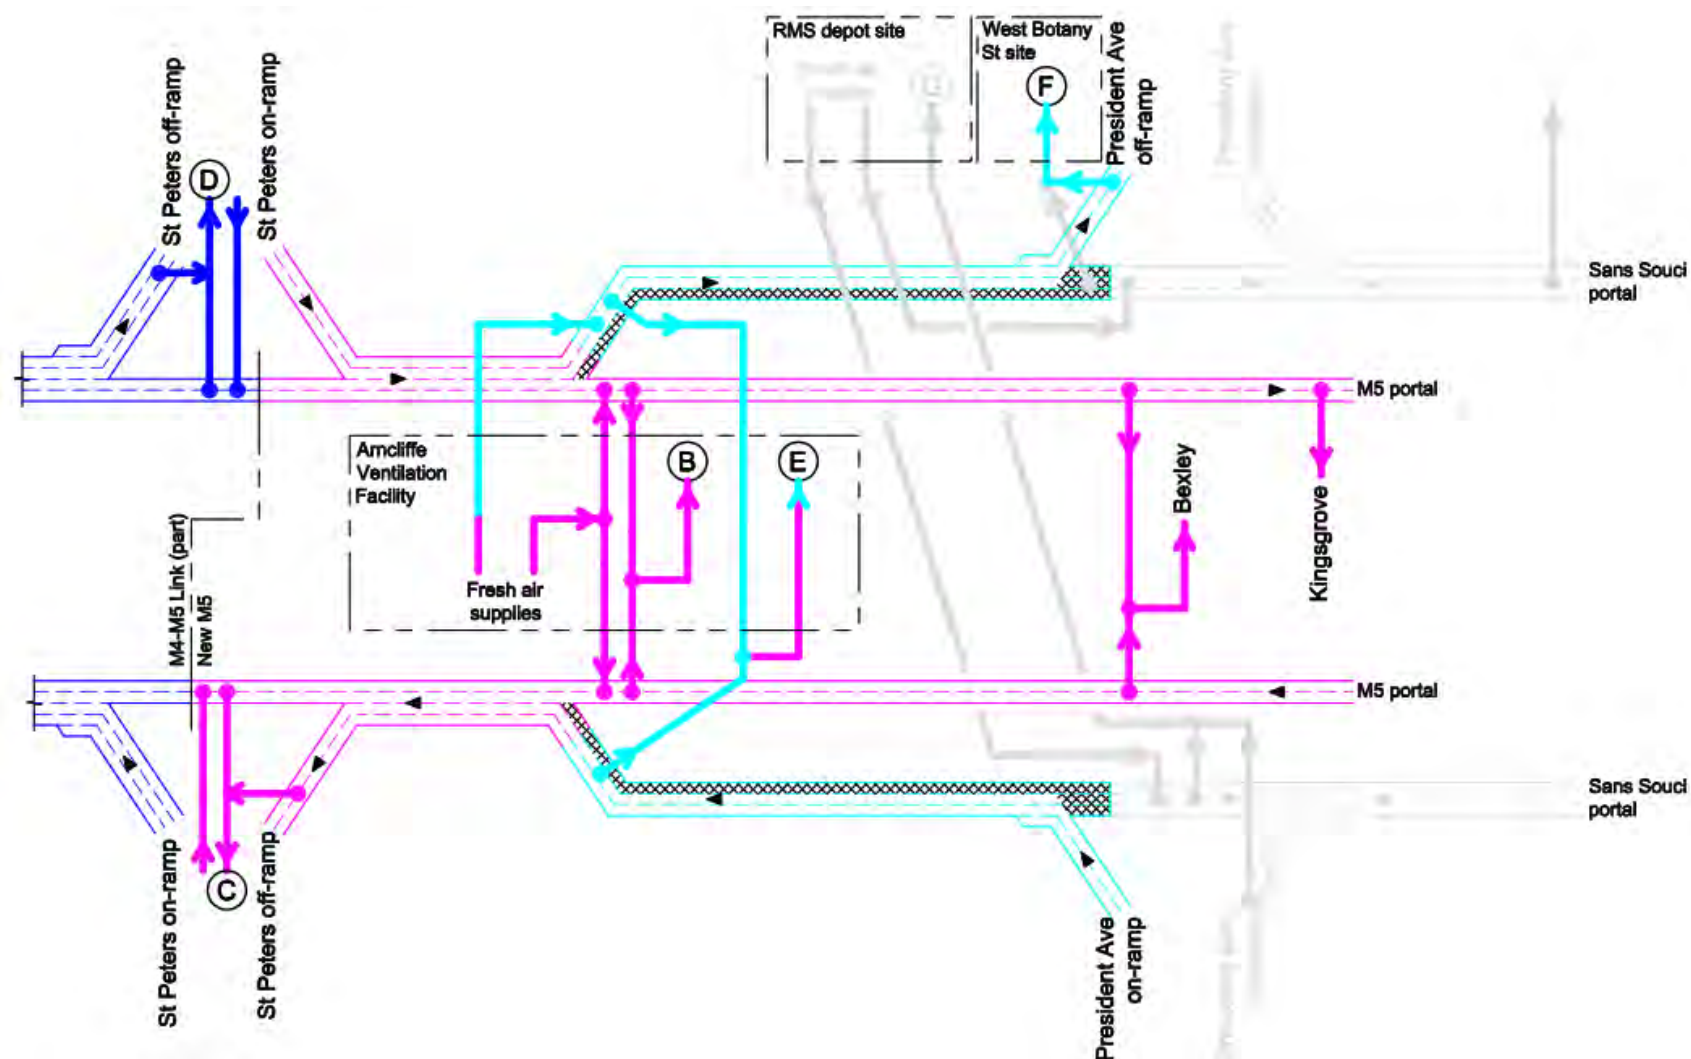 RMS depot site
West Botany
St site
F
President Ave
off-ramp
St Peters off-ramp
D
St Peters on-ramp
Sans Souci
portal
M5 portal
Arncliffe
Ventilation
Facility
B
E
Fresh air
supplies
Bexley
Kingsgrove
M4-M5 Link (part)
New M5
M5 portal
Sans Souci
portal
St Peters on-ramp
C
St Peters off-ramp
President Ave
on-ramp